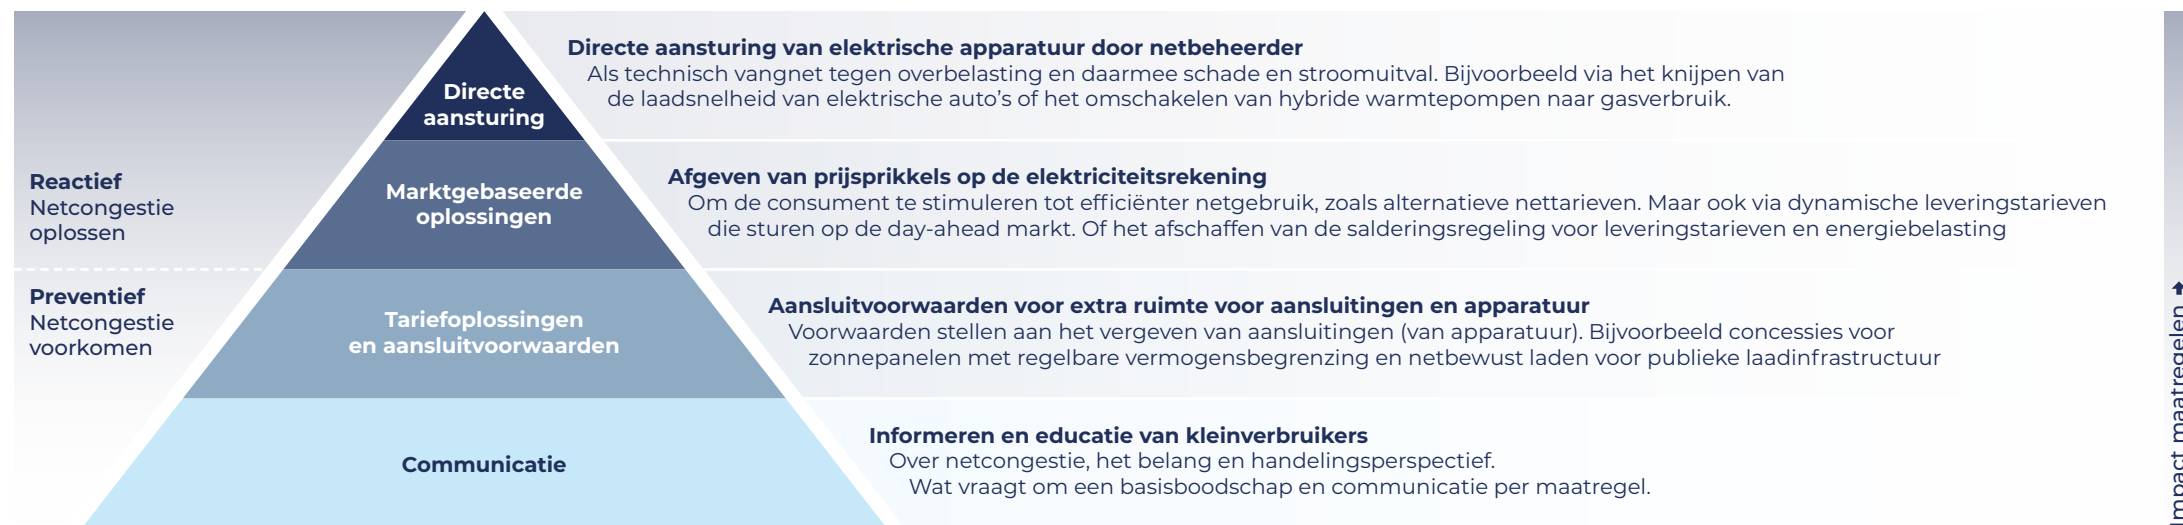 Directe aansturing van elektrische apparatuur door netbeheerder
Als technisch vangnet tegen overbelasting en daarmee schade en stroomuitval. Bijvoorbeeld via het knijpen van
de laadsnelheid van elektrische auto’s of het omschakelen van hybride warmtepompen naar gasverbruik.
Directe
aansturing
Reactief
Netcongestie
oplossen
Marktgebaseerde
oplossingen
Afgeven van prijsprikkels op de elektriciteitsrekening
Om de consument te stimuleren tot efficiënter netgebruik, zoals alternatieve nettarieven. Maar ook via dynamische leveringstarieven
die sturen op de day-ahead markt. Of het afschaffen van de salderingsregeling voor leveringstarieven en energiebelasting
Preventief
Netcongestie
voorkomen
Tariefoplossingen
en aansluitvoorwaarden
Aansluitvoorwaarden voor extra ruimte voor aansluitingen en apparatuur
Voorwaarden stellen aan het vergeven van aansluitingen (van apparatuur). Bijvoorbeeld concessies voor
zonnepanelen met regelbare vermogensbegrenzing en netbewust laden voor publieke laadinfrastructuur
Communicatie
Informeren en educatie van kleinverbruikers
Over netcongestie, het belang en handelingsperspectief.
Wat vraagt om een basisboodschap en communicatie per maatregel.
Impact maatregelen